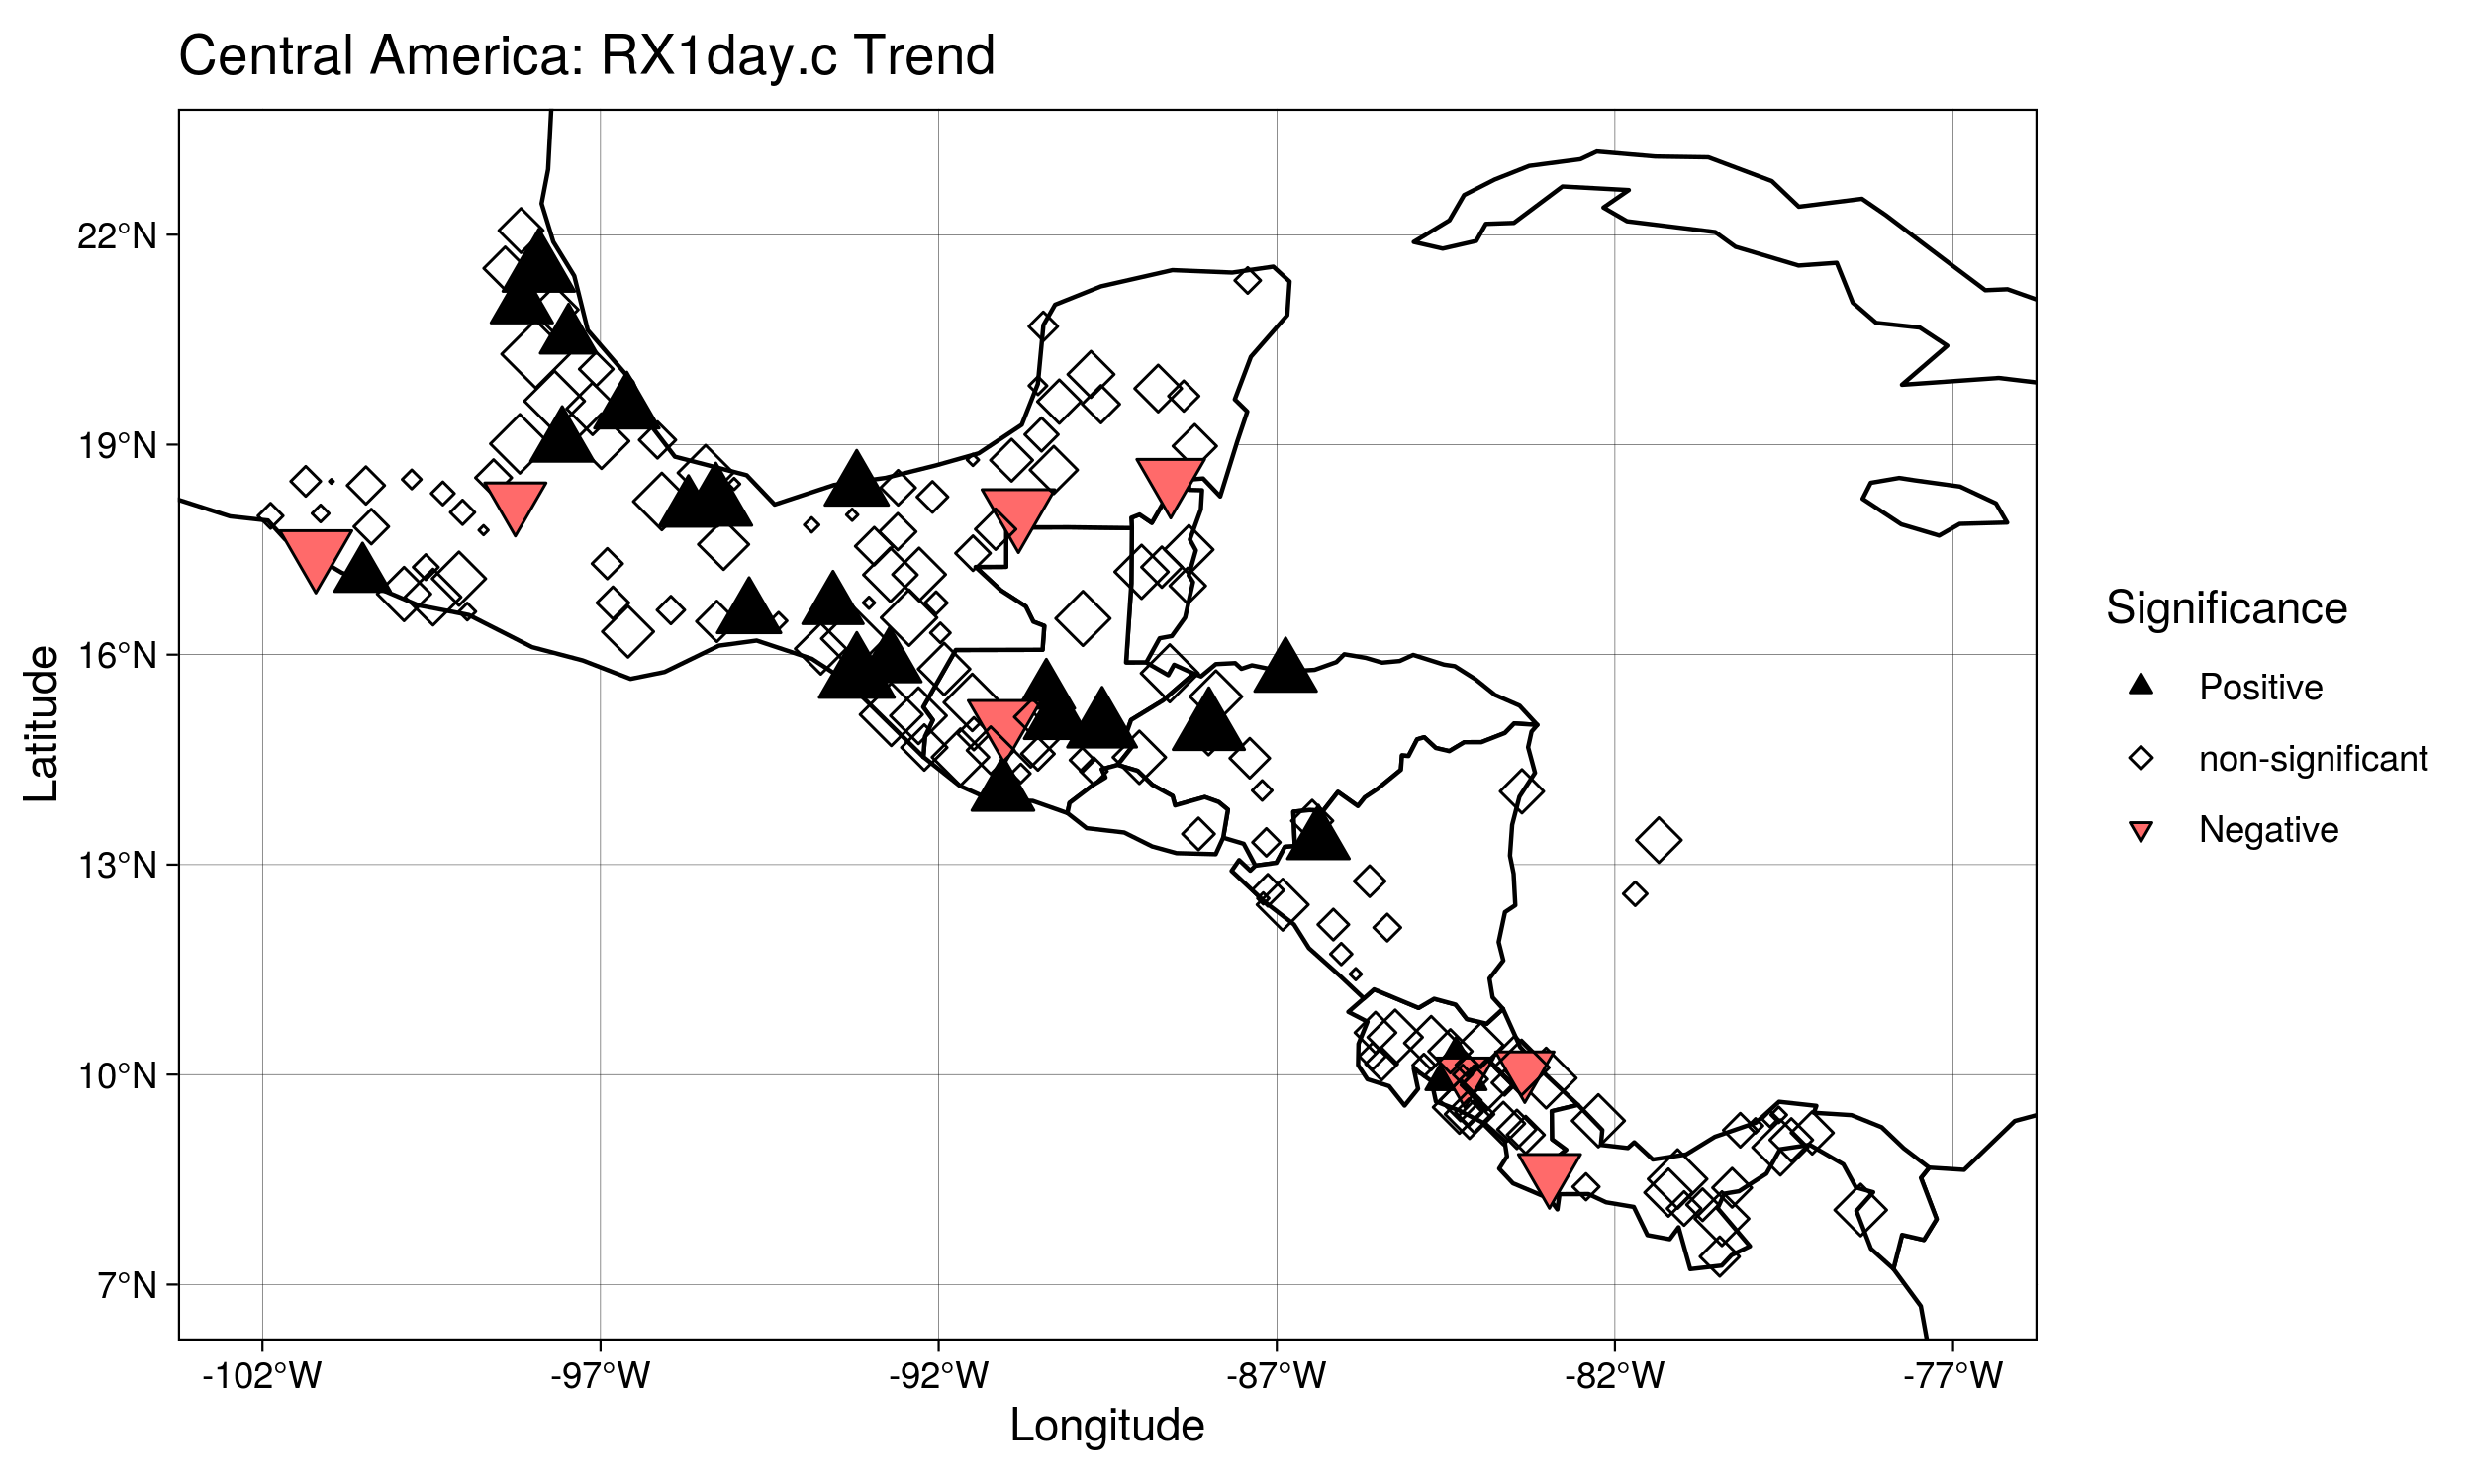 Central America: RX1day.c Trend
22°N
19°N
16°N
13°N
10°N
7°N
Latitude
-102°W
-97°W
-92°W
-87°W
-82°W
-77°W
Longitude
Significance
Positive
non-significant
Negative